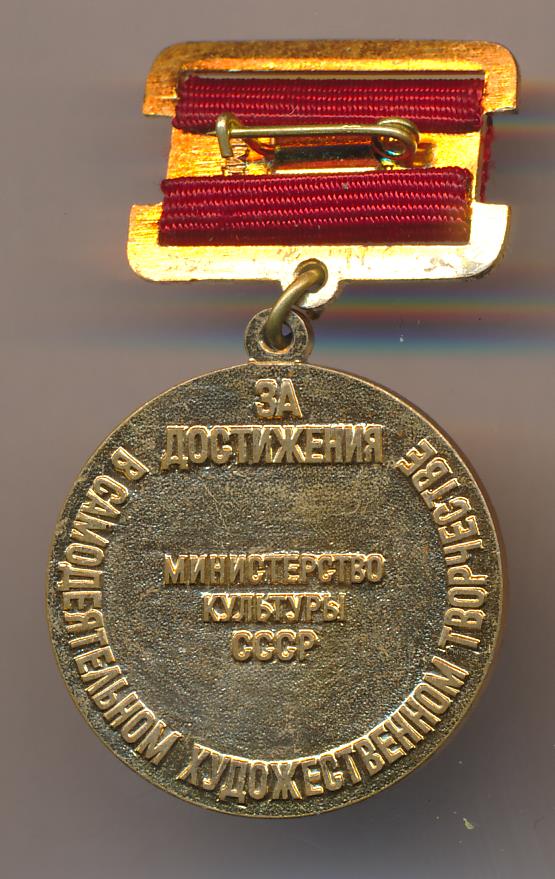 ЗА
ДОСТИЖЕНИЯ
В САМОДЕЯТЕЛЬНОМ ХУДОЖЕСТВЕННОМ ТВОРЧЕСТВЕ
МИНИСТЕРСТВО
КУЛЬТУРЫ
СССР